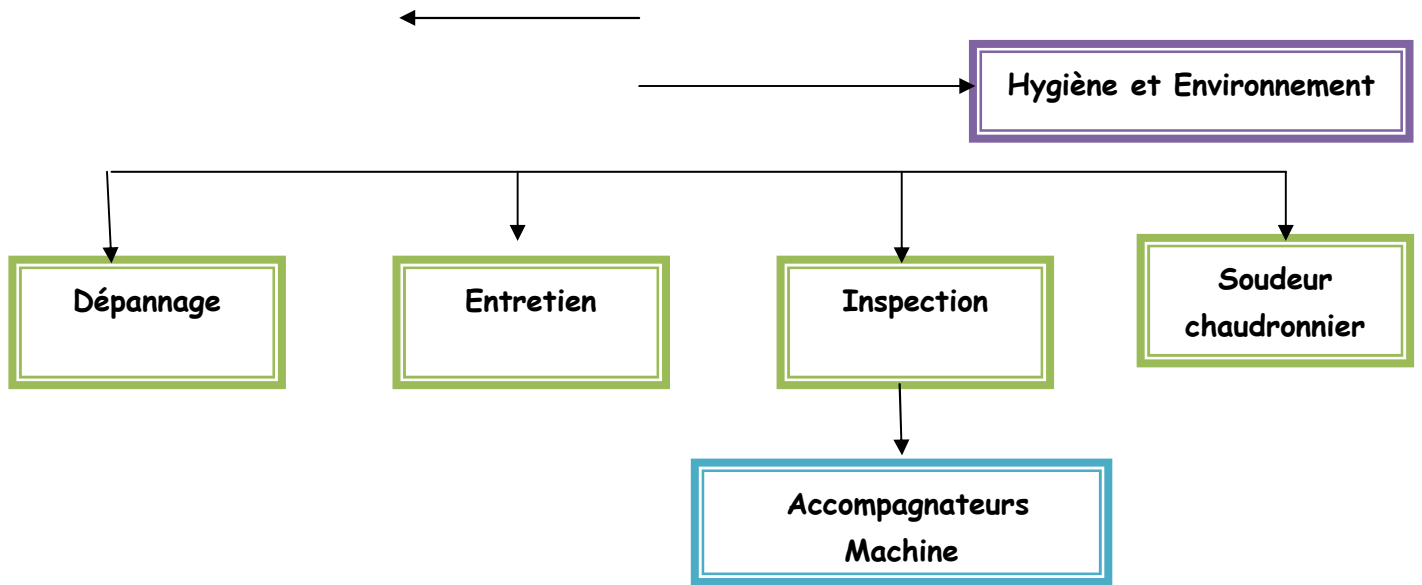 Hygiène et Environnement
Dépannage
Entretien
Inspection
Soudeur
chaudronnier
Accompagnateurs
Machine